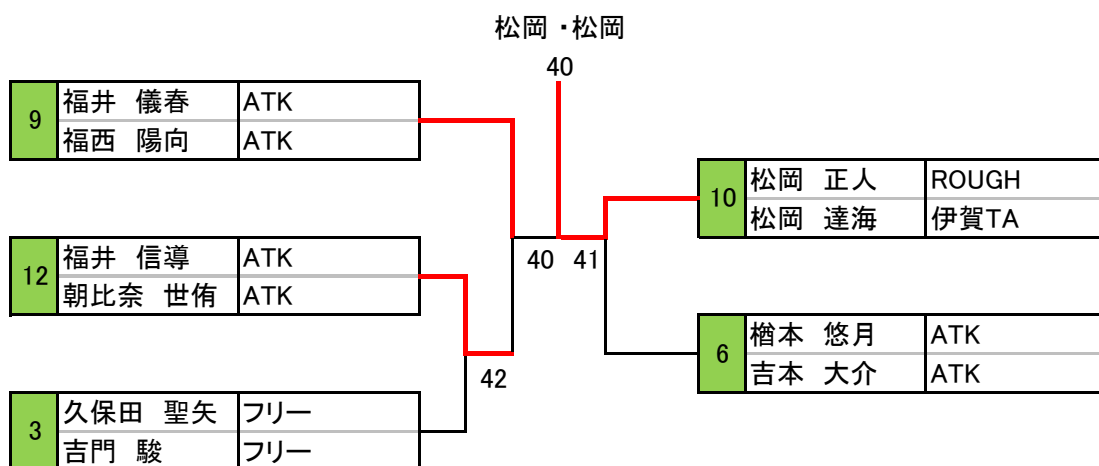 松岡 ・松岡
40
9 福井 儀春 ATK
福西 陽向 ATK
10 松岡 正人 ROUGH
松岡 達海 伊賀TA
12 福井 信導 ATK
朝比奈 世侑 ATK
40 41
6 楢本 悠月 ATK
吉本 大介 ATK
42
3 久保田 聖矢 フリー
吉門 駿 フリー